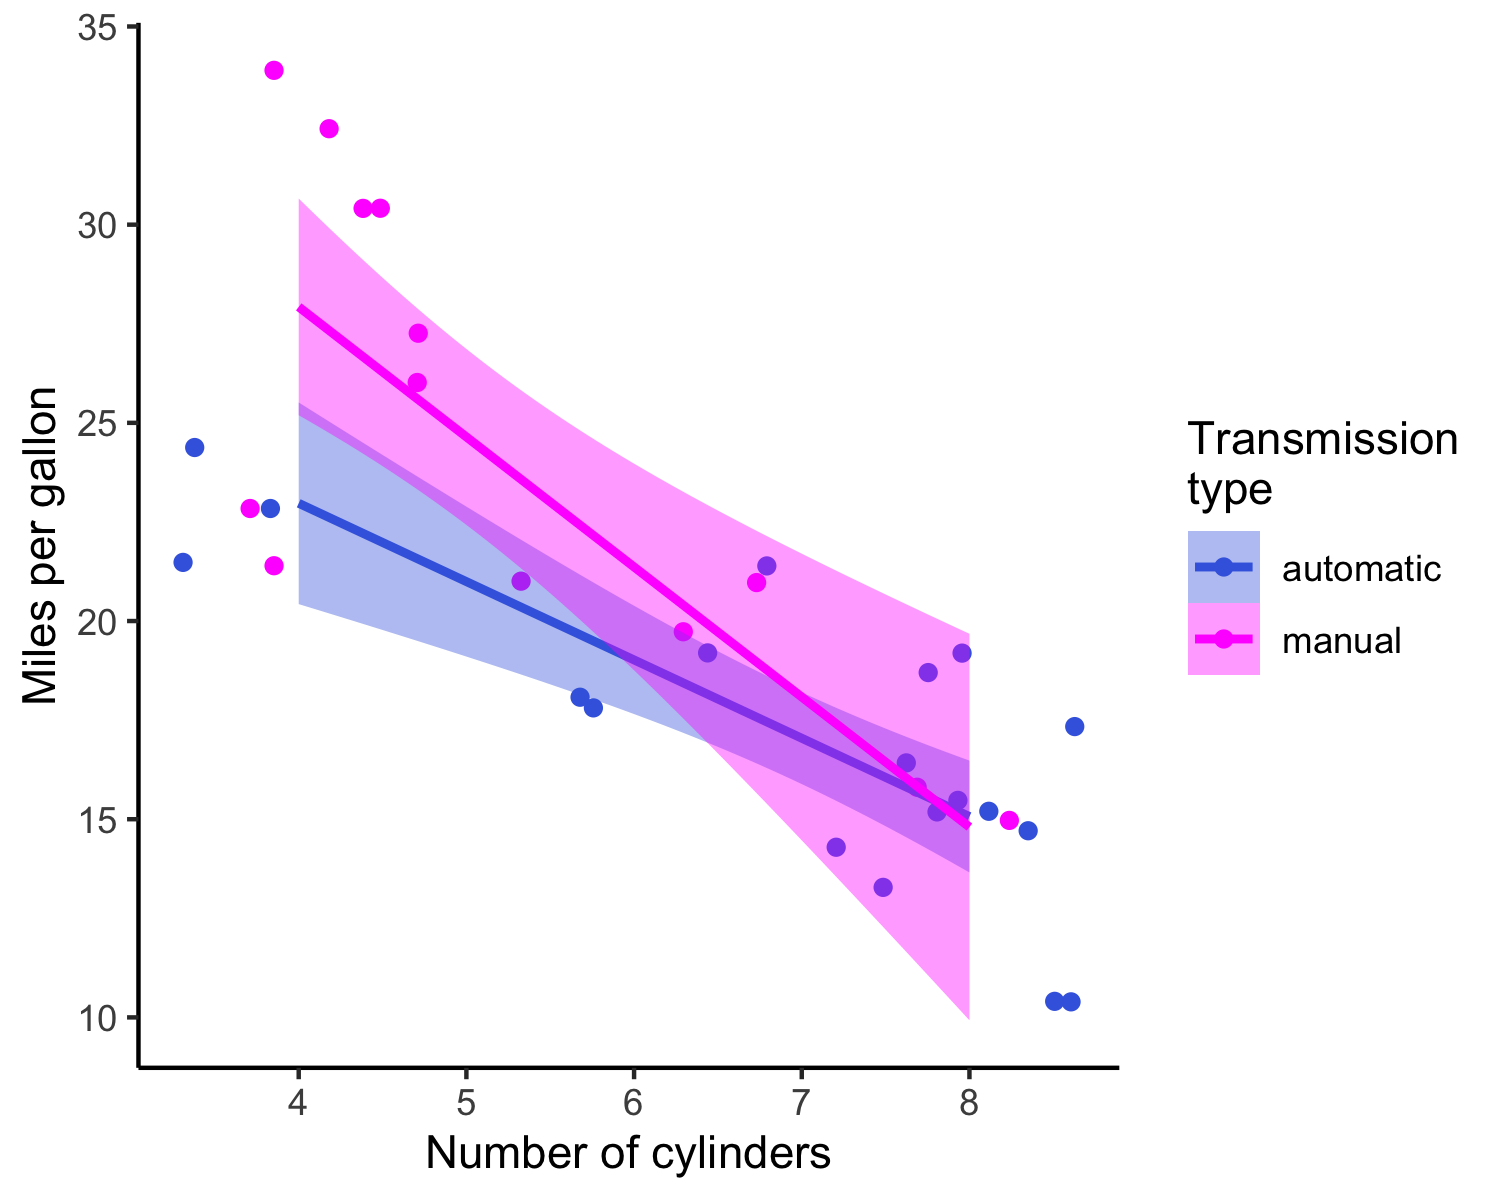 35
30
25
20
15
10
Miles per gallon
4 5 6 7 8
Number of cylinders
Transmission
type
automatic
manual